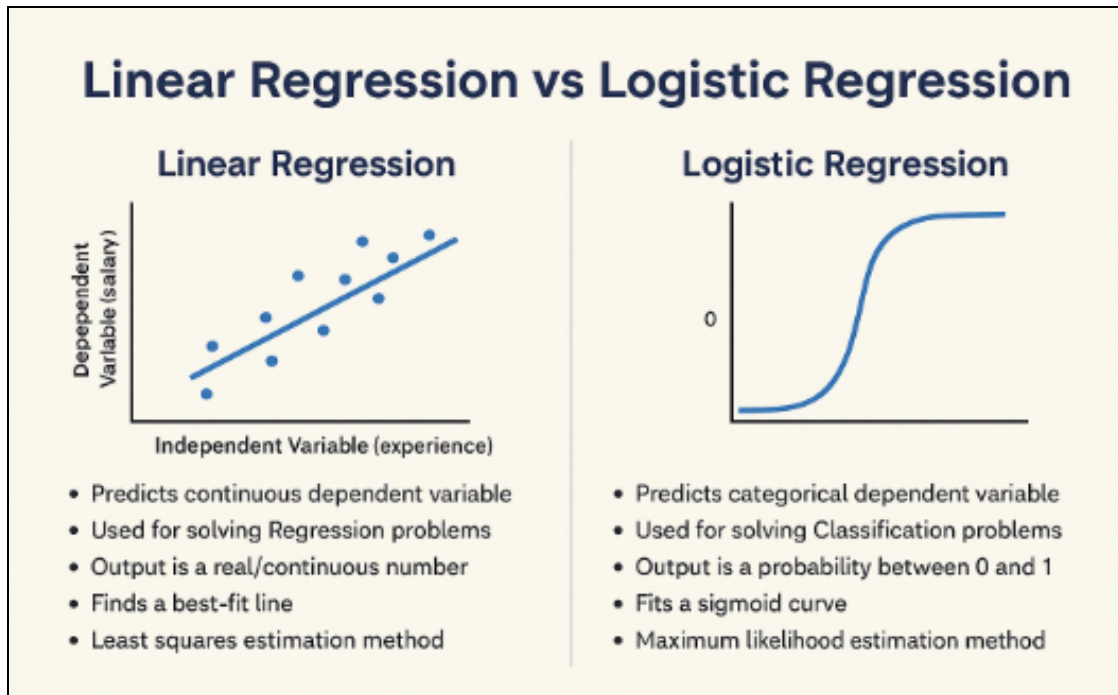 Linear Regression vs Logistic Regression
Linear Regression
Depependent
Variable (salary)
Independent Variable (experience)
• Predicts continuous dependent variable
• Used for solving Regression problems
• Output is a real/continuous number
• Finds a best-fit line
• Least squares estimation method
Logistic Regression
0
• Predicts categorical dependent variable
• Used for solving Classification problems
• Output is a probability between 0 and 1
• Fits a sigmoid curve
• Maximum likelihood estimation method